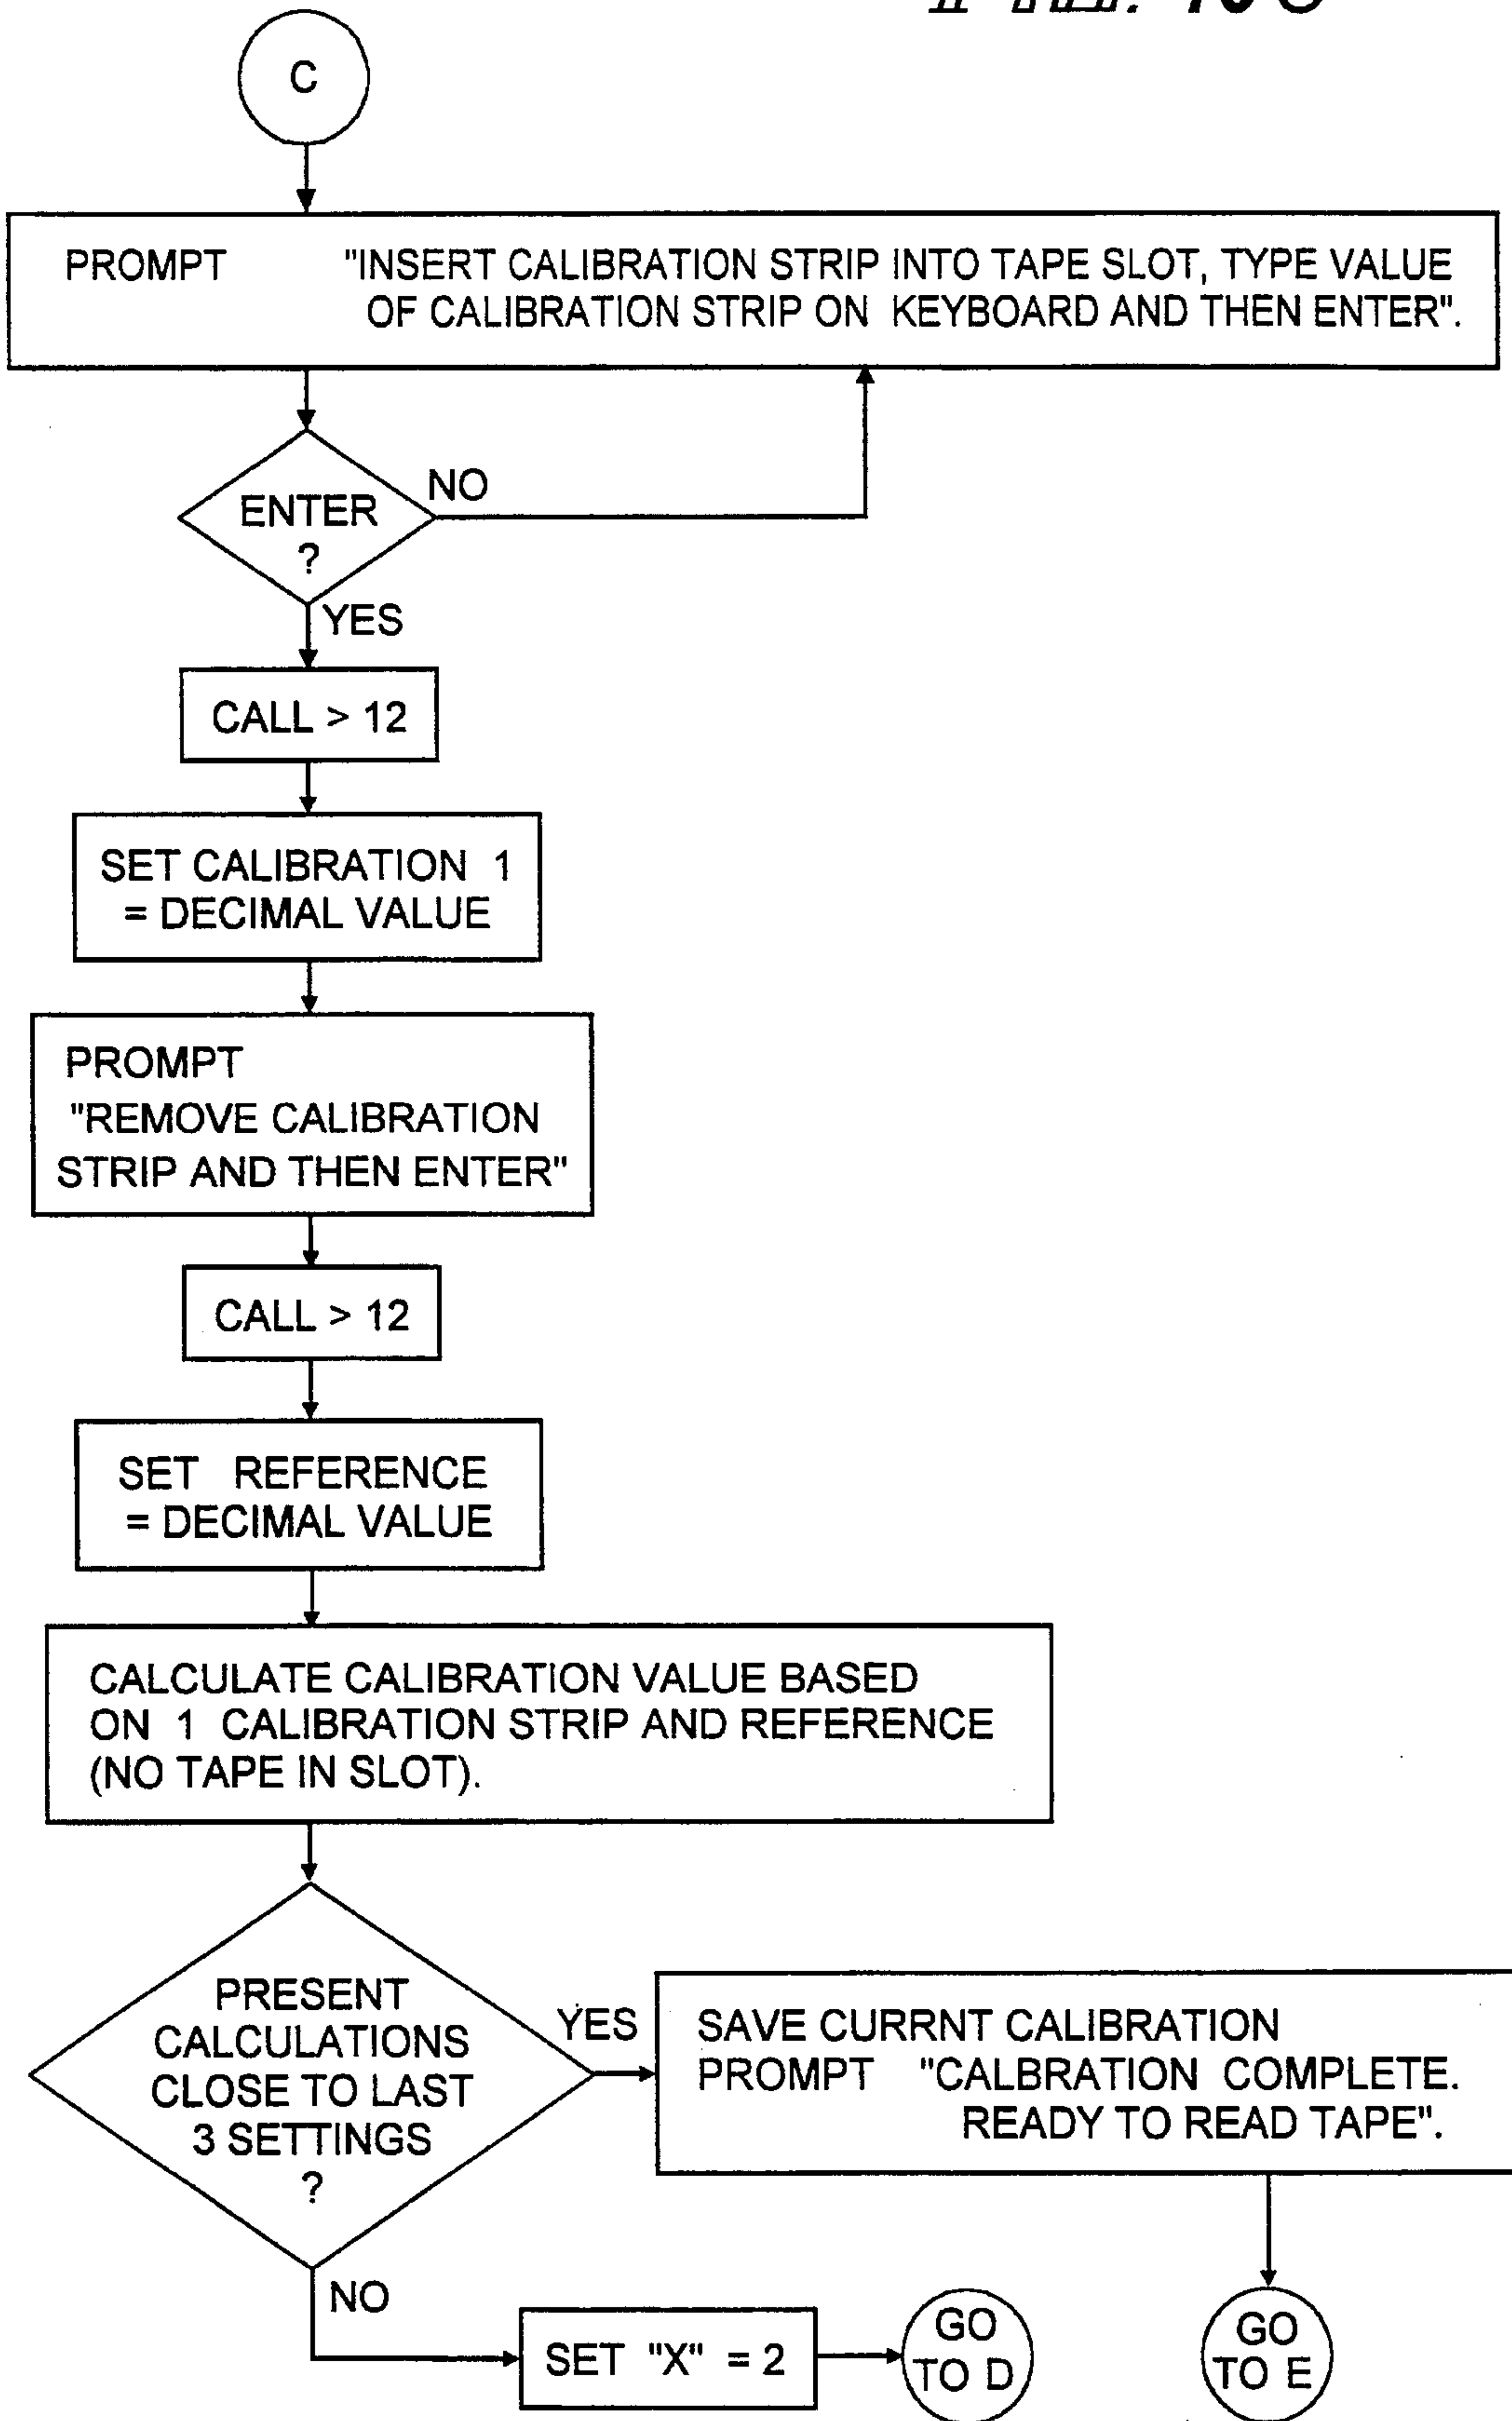 C
PROMPT "INSERT CALIBRATION STRIP INTO TAPE SLOT, TYPE VALUE
OF CALIBRATION STRIP ON KEYBOARD AND THEN ENTER".
ENTER
?
NO
YES
CALL > 12
SET CALIBRATION 1
= DECIMAL VALUE
PROMPT
"REMOVE CALIBRATION
STRIP AND THEN ENTER"
CALL > 12
SET REFERENCE
= DECIMAL VALUE
CALCULATE CALIBRATION VALUE BASED
ON 1 CALIBRATION STRIP AND REFERENCE
(NO TAPE IN SLOT).
PRESENT
CALCULATIONS
CLOSE TO LAST
3 SETTINGS
?
YES
SAVE CURRNT CALIBRATION
PROMPT "CALBRATION COMPLETE.
READY TO READ TAPE".
NO
SET "X" = 2
GO
TO D
GO
TO E